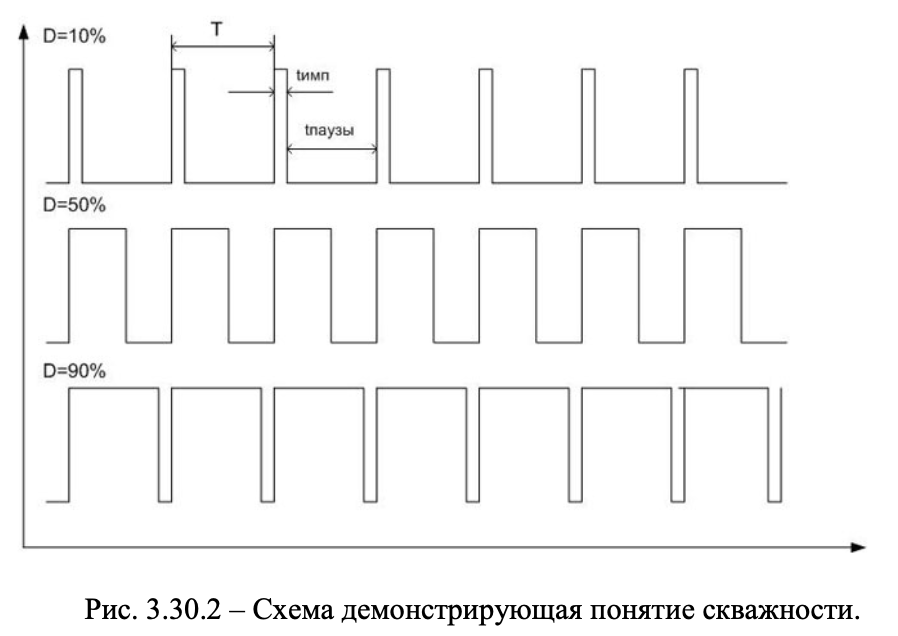 D=10%
T
tимп
tпаузы
D=50%
D=90%
Рис. 3.30.2 – Схема демонстрирующая понятие скважности.